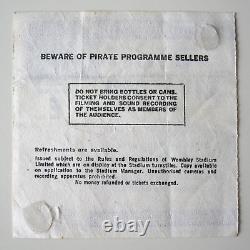 BEWARE OF PIRATE PROGRAMME SELLERS
DO NOT BRING BOTTLES OR CANS.
TICKET HOLDERS CONSENT TO THE
FILMING AND SOUND RECORDING
OF THEMSELVES AS MEMBERS OF
THE AUDIENCE.
Refreshments are available.
Issued subject to the Rules and Regulations of Wembley Stadium
Limited which are on display at the Stadium turnstiles. Copy available
on application to the Stadium Manager. Unauthorised cameras and
recording apparatus prohibited.
No money refunded or tickets exchanged.